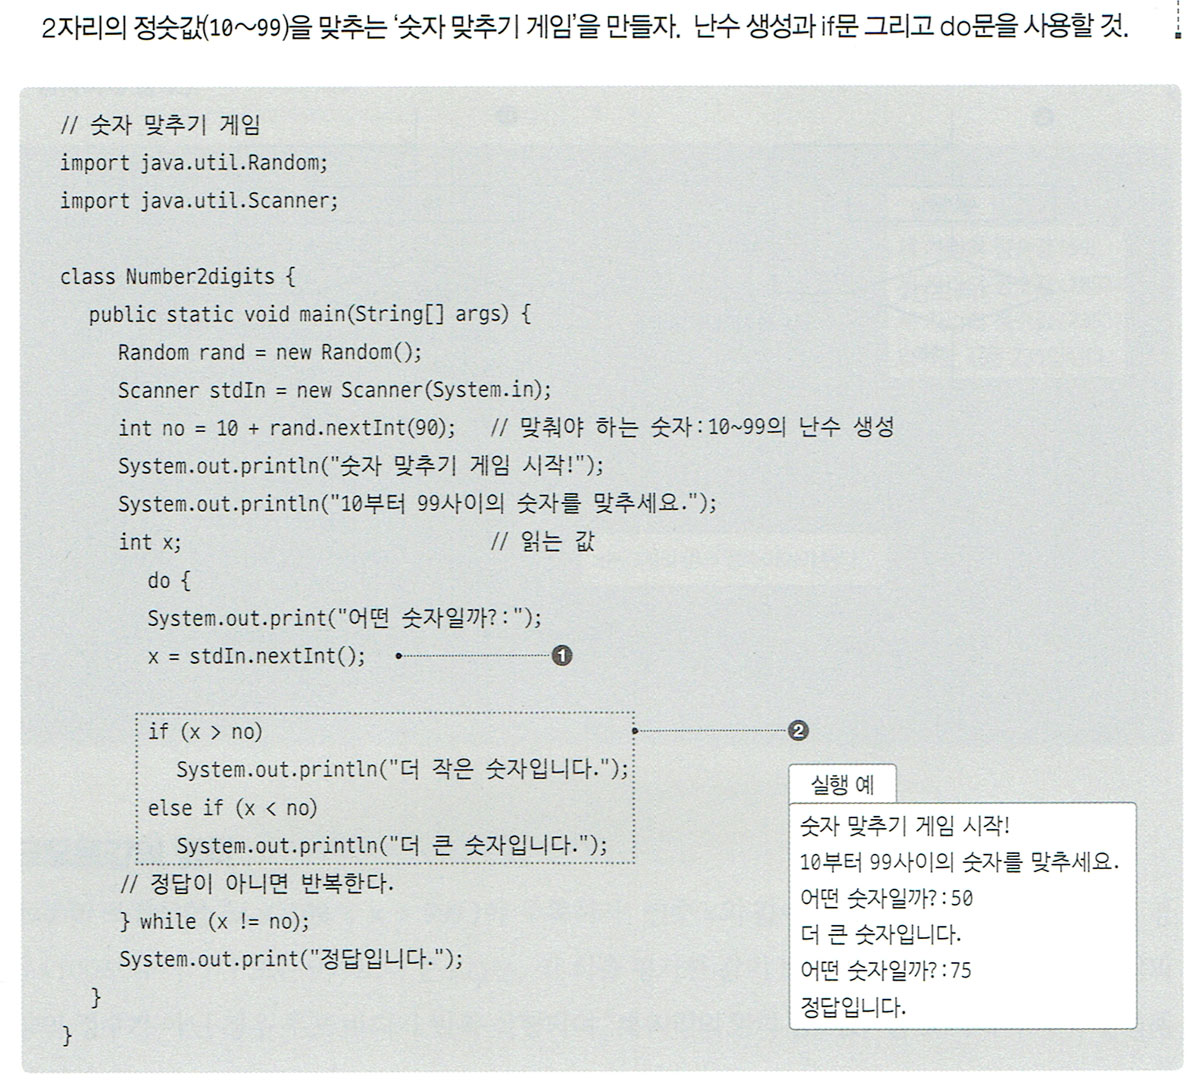 2자리의 정숫값(10~99)을 맞추는 ‘숫자 맞추기 게임’을 만들자. 난수 생성과 if문 그리고 do문을 사용할 것.
// 숫자 맞추기 게임
import java.util.Random;
import java.util.Scanner;
class Number2digits {
public static void main(String[] args) {
Random rand = new Random();
Scanner stdIn = new Scanner(System.in);
int no = 10 + rand.nextInt(90); // 맞춰야 하는 숫자:10~99의 난수 생성
System.out.println("숫자 맞추기 게임 시작!");
System.out.println("10부터 99사이의 숫자를 맞추세요.");
int x; // 읽는 값
do {
System.out.print("어떤 숫자일까?:");
x = stdIn.nextInt(); ❶
if (x > no) ❷
System.out.println("더 작은 숫자입니다.");
else if (x < no)
System.out.println("더 큰 숫자입니다.");
// 정답이 아니면 반복한다.
} while (x != no);
System.out.print("정답입니다.");
}
}
실행 예
숫자 맞추기 게임 시작!
10부터 99사이의 숫자를 맞추세요.
어떤 숫자일까?:50
더 큰 숫자입니다.
어떤 숫자일까?:75
정답입니다.